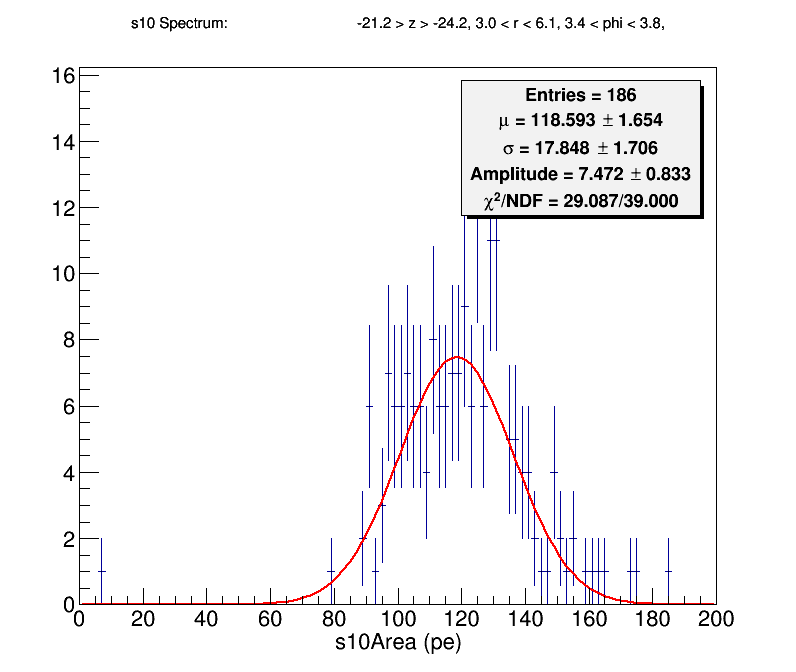 s10 Spectrum: -21.2 > z > -24.2, 3.0 < r < 6.1, 3.4 < phi < 3.8,
Entries = 186
μ = 118.593 ± 1.654
σ = 17.848 ± 1.706
Amplitude = 7.472 ± 0.833
χ²/NDF = 29.087/39.000
16
14
12
10
8
6
4
2
0
0 20 40 60 80 100 120 140 160 180 200
s10Area (pe)